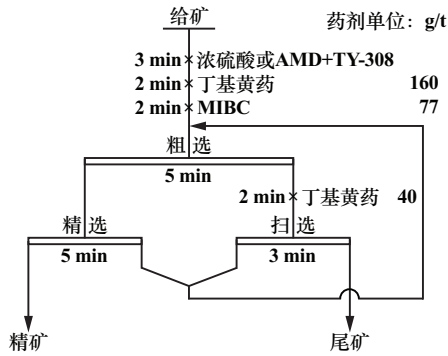 给矿 药剂单位：g/t
3 min 浓硫酸或AMD+TY-308
2 min 丁基黄药 160
2 min MIBC 77
粗选
5 min
2 min 丁基黄药 40
精选 扫选
5 min 3 min
精矿 尾矿